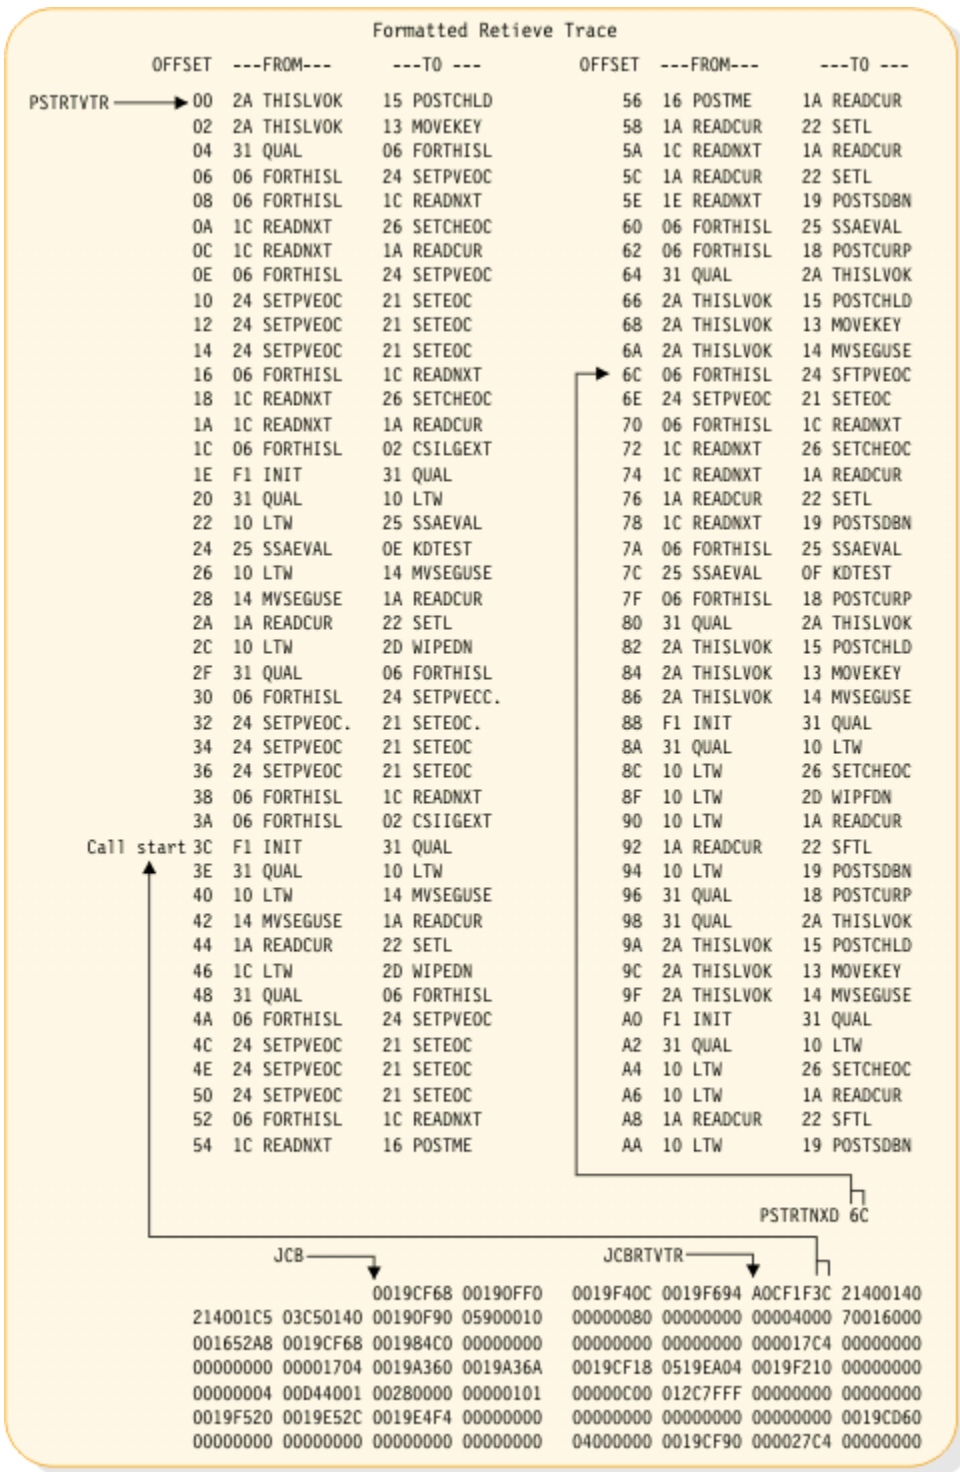 Formatted Retieve Trace
OFFSET ---FROM--- ---TO --- OFFSET ---FROM--- ---TO ---
PSTRTVTR 00 2A THISLVOK 15 POSTCHLD 56 16 POSTME 1A READCUR
02 2A THISLVOK 13 MOVEKEY 58 1A READCUR 22 SETL
04 31 QUAL 06 FORTHISL 5A 1C READNXT 1A READCUR
06 06 FORTHISL 24 SETPVEOC 5C 1A READCUR 22 SETL
08 06 FORTHISL 1C READNXT 5E 1E READNXT 19 POSTSDBN
0A 1C READNXT 26 SETCHEOC 60 06 FORTHISL 25 SSAEVAL
0C 1C READNXT 1A READCUR 62 06 FORTHISL 18 POSTCURP
0E 06 FORTHISL 24 SETPVEOC 64 31 QUAL 2A THISLVOK
10 24 SETPVEOC 21 SETEOC 66 2A THISLVOK 15 POSTCHLD
12 24 SETPVEOC 21 SETEOC 68 2A THISLVOK 13 MOVEKEY
14 24 SETPVEOC 21 SETEOC 6A 2A THISLVOK 14 MVSEGUSE
16 06 FORTHISL 1C READNXT 6C 06 FORTHISL 24 SFTPVEOC
18 1C READNXT 26 SETCHEOC 6E 24 SETPVEOC 21 SETEOC
1A 1C READNXT 1A READCUR 70 06 FORTHISL 1C READNXT
1C 06 FORTHISL 02 CSILGEXT 72 1C READNXT 26 SETCHEOC
1E F1 INIT 31 QUAL 74 1C READNXT 1A READCUR
20 31 QUAL 10 LTW 76 1A READCUR 22 SETL
22 10 LTW 25 SSAEVAL 78 1C READNXT 19 POSTSDBN
24 25 SSAEVAL 0E KDTEST 7A 06 FORTHISL 25 SSAEVAL
26 10 LTW 14 MVSEGUSE 7C 25 SSAEVAL 0F KDTEST
28 14 MVSEGUSE 1A READCUR 7F 06 FORTHISL 18 POSTCURP
2A 1A READCUR 22 SETL 80 31 QUAL 2A THISLVOK
2C 10 LTW 2D WIPEDN 82 2A THISLVOK 15 POSTCHLD
2F 31 QUAL 06 FORTHISL 84 2A THISLVOK 13 MOVEKEY
30 06 FORTHISL 24 SETPVECC. 86 2A THISLVOK 14 MVSEGUSE
32 24 SETPVEOC. 21 SETEOC. 88 F1 INIT 31 QUAL
34 24 SETPVEOC 21 SETEOC 8A 31 QUAL 10 LTW
36 24 SETPVEOC 21 SETEOC 8C 10 LTW 26 SETCHEOC
38 06 FORTHISL 1C READNXT 8F 10 LTW 2D WIPFDN
3A 06 FORTHISL 02 CSIIGEXT 90 10 LTW 1A READCUR
Call start 3C F1 INIT 31 QUAL 92 1A READCUR 22 SFTL
3E 31 QUAL 10 LTW 94 10 LTW 19 POSTSDBN
40 10 LTW 14 MVSEGUSE 96 31 QUAL 18 POSTCURP
42 14 MVSEGUSE 1A READCUR 98 31 QUAL 2A THISLVOK
44 1A READCUR 22 SETL 9A 2A THISLVOK 15 POSTCHLD
46 1C LTW 2D WIPEDN 9C 2A THISLVOK 13 MOVEKEY
48 31 QUAL 06 FORTHISL 9F 2A THISLVOK 14 MVSEGUSE
4A 06 FORTHISL 24 SETPVEOC A0 F1 INIT 31 QUAL
4C 24 SETPVEOC 21 SETEOC A2 31 QUAL 10 LTW
4E 24 SETPVEOC 21 SETEOC A4 10 LTW 26 SETCHEOC
50 24 SETPVEOC 21 SETEOC A6 10 LTW 1A READCUR
52 06 FORTHISL 1C READNXT A8 1A READCUR 22 SFTL
54 1C READNXT 16 POSTME AA 10 LTW 19 POSTSDBN
PSTRTNXD 6C
JCB JCBRTVTR
0019CF68 00190FF0 0019F40C 0019F694 A0CF1F3C 21400140
214001C5 03C50140 00190F90 05900010 00000080 00000000 00004000 70016000
001652A8 0019CF68 001984C0 00000000 00000000 00000000 000017C4 00000000
00000000 00001704 0019A360 0019A36A 0019CF18 0519EA04 0019F210 00000000
00000004 00D44001 00280000 00000101 00000C00 012C7FFF 00000000 00000000
0019F520 0019E52C 0019E4F4 00000000 00000000 00000000 00000000 0019CD60
00000000 00000000 00000000 00000000 04000000 0019CF90 000027C4 00000000